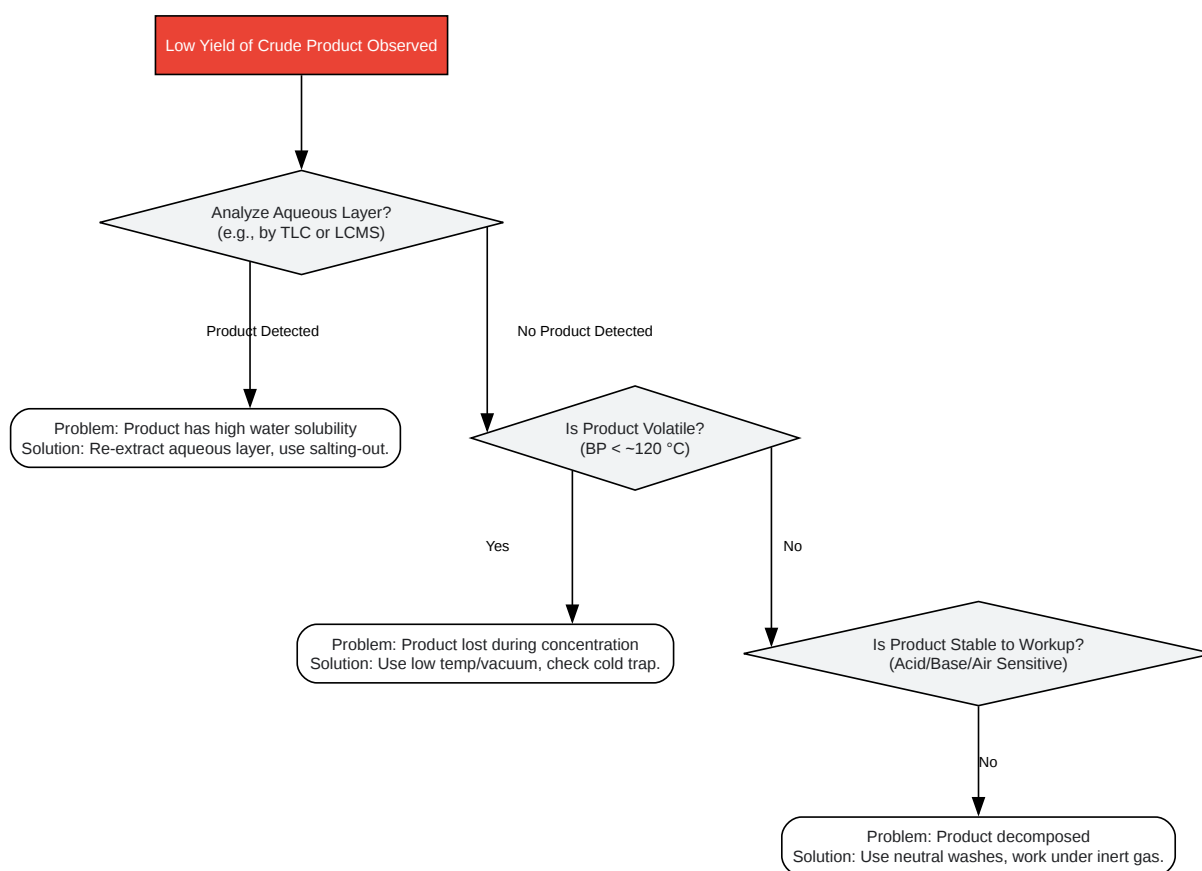 Low Yield of Crude Product Observed
Analyze Aqueous Layer?
(e.g., by TLC or LCMS)
Product Detected
No Product Detected
Problem: Product has high water solubility
Solution: Re-extract aqueous layer, use salting-out.
Is Product Volatile?
(BP < ~120 °C)
Yes
No
Problem: Product lost during concentration
Solution: Use low temp/vacuum, check cold trap.
Is Product Stable to Workup?
(Acid/Base/Air Sensitive)
No
Problem: Product decomposed
Solution: Use neutral washes, work under inert gas.